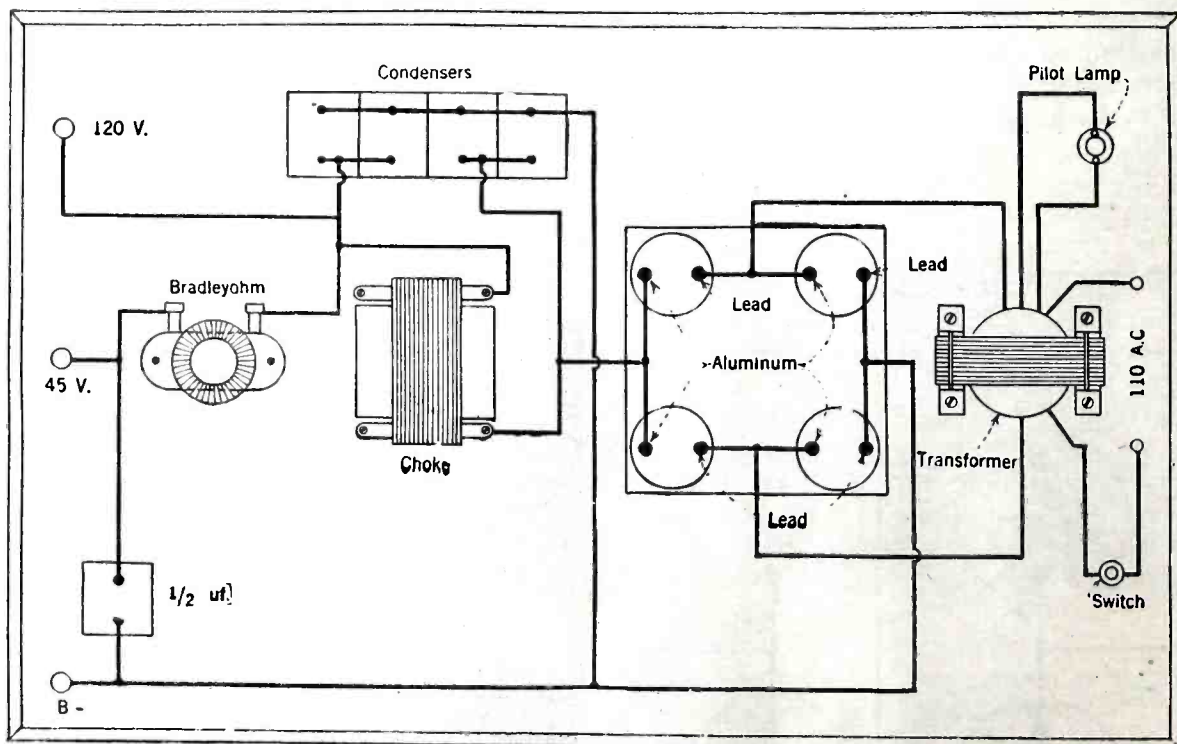 Condensers
Pilot Lamp
120 V.
Bradleyohm
Lead
Lead
45 V.
Aluminum
110 A.C
Choke
Transformer
Lead
1/2 uf.
Switch
B -